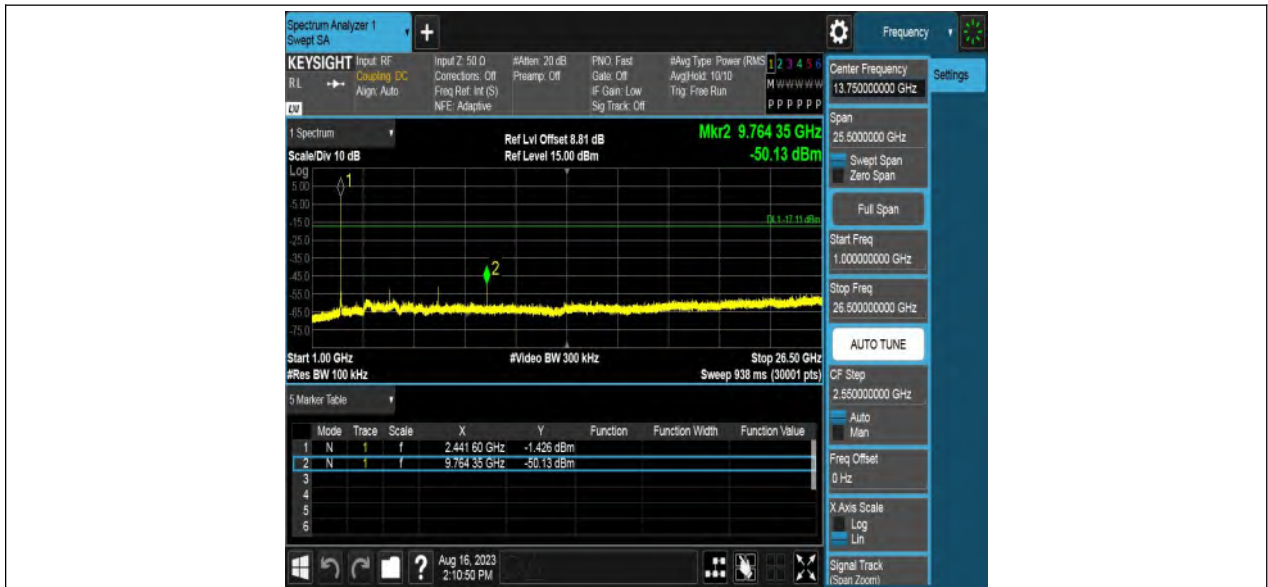 Spectrum Analyzer 1
Swept SA
+
Frequency
KEYSIGHT Input: RF Input Z: 50 Ω #Atten: 20 dB PNO: Fast #Avg Type: Power (RMS 1 2 3 4 5 6
RL Coupling: DC Corrections: Off Preamp: Off Gate: Off Avg|Hold: 10/10 M W W W W W
Align: Auto Freq Ref: Int (S) IF Gain: Low Trig: Free Run
LXI NFE: Adaptive Sig Track: Off P P P P P P
1 Spectrum
Scale/Div 10 dB
Ref Lvl Offset 8.81 dB
Ref Level 15.00 dBm
Mkr2 9.764 35 GHz
-50.13 dBm
Log
5.00
-5.00
-15.0
-25.0
-35.0
-45.0
-55.0
-65.0
-75.0
1
2
DL1 -17.11 dBm
Start 1.00 GHz #Video BW 300 kHz Stop 26.50 GHz
#Res BW 100 kHz Sweep 938 ms (30001 pts)
5 Marker Table
Mode Trace Scale X Y Function Function Width Function Value
1 N 1 f 2.441 60 GHz -1.426 dBm
2 N 1 f 9.764 35 GHz -50.13 dBm
3
4
5
6
? Aug 16, 2023
2:10:50 PM
Center Frequency
13.750000000 GHz
Settings
Span
25.5000000 GHz
Swept Span
Zero Span
Full Span
Start Freq
1.000000000 GHz
Stop Freq
26.500000000 GHz
AUTO TUNE
CF Step
2.550000000 GHz
Auto
Man
Freq Offset
0 Hz
X Axis Scale
Log
Lin
Signal Track
(Span Zoom)